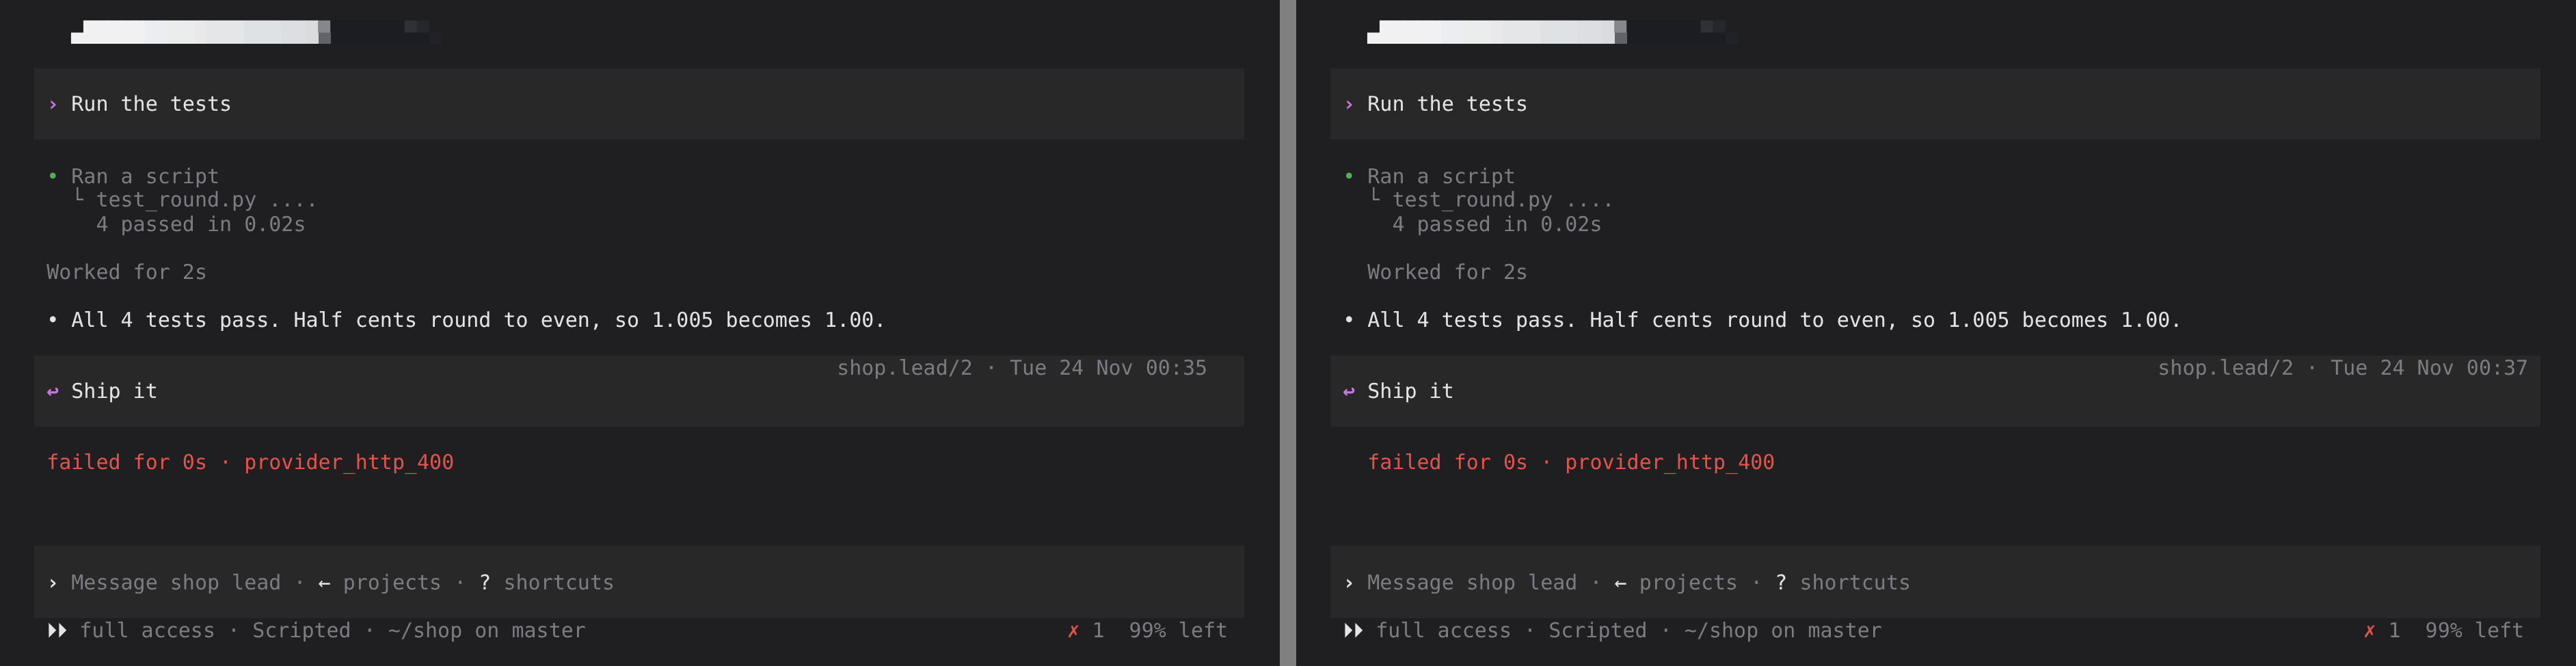 › Run the tests
• Ran a script
└ test_round.py ....
4 passed in 0.02s
Worked for 2s
• All 4 tests pass. Half cents round to even, so 1.005 becomes 1.00.
shop.lead/2 · Tue 24 Nov 00:35
↩ Ship it
failed for 0s · provider_http_400
› Message shop lead · ← projects · ? shortcuts
full access · Scripted · ~/shop on master ✗ 1 99% left
› Run the tests
• Ran a script
└ test_round.py ....
4 passed in 0.02s
Worked for 2s
• All 4 tests pass. Half cents round to even, so 1.005 becomes 1.00.
shop.lead/2 · Tue 24 Nov 00:37
↩ Ship it
failed for 0s · provider_http_400
› Message shop lead · ← projects · ? shortcuts
full access · Scripted · ~/shop on master ✗ 1 99% left